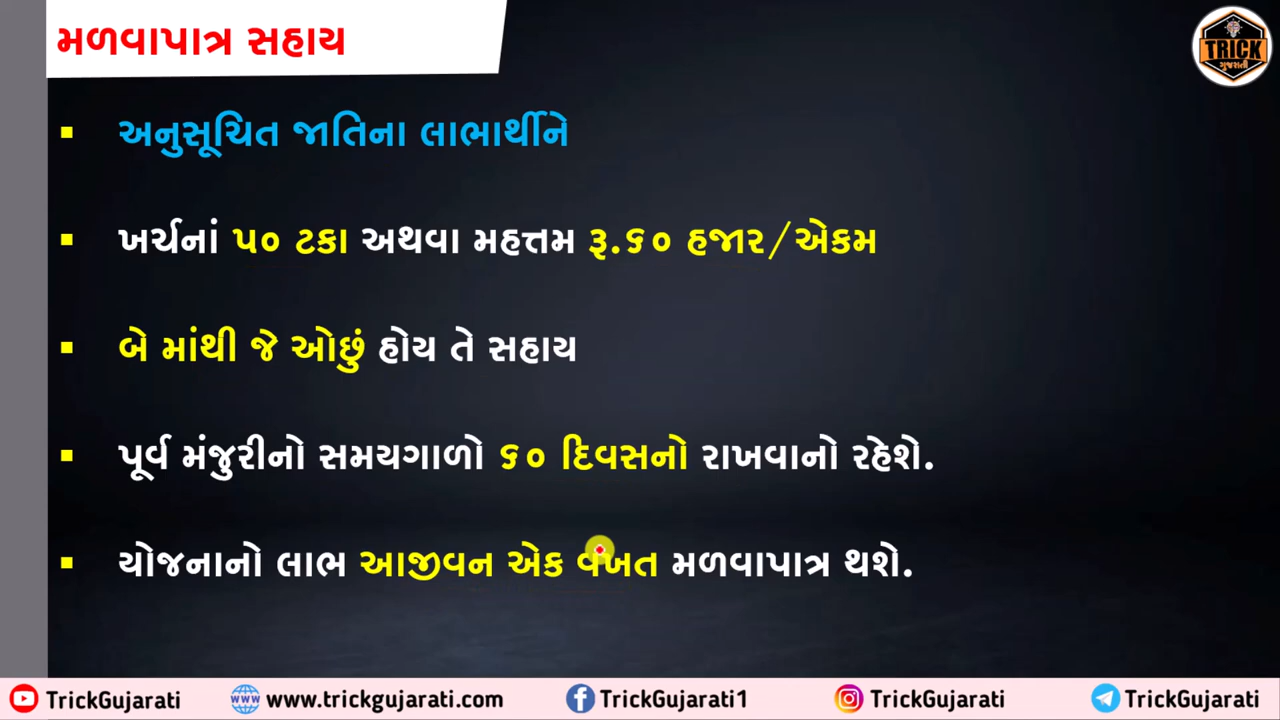 મળવાપાત્ર સહાય
TRICK
ગુજરાતી
અનુસૂચિત જાતિના લાભાર્થીને
ખર્ચનાં ૫૦ ટકા અથવા મહત્તમ રૂ.૬૦ હજાર/એકમ
બે માંથી જે ઓછું હોય તે સહાય
પૂર્વ મંજુરીનો સમયગાળો ૬૦ દિવસનો રાખવાનો રહેશે.
યોજનાનો લાભ આજીવન એક વખત મળવાપાત્ર થશે.
TrickGujarati www.trickgujarati.com TrickGujarati1 TrickGujarati TrickGujarati